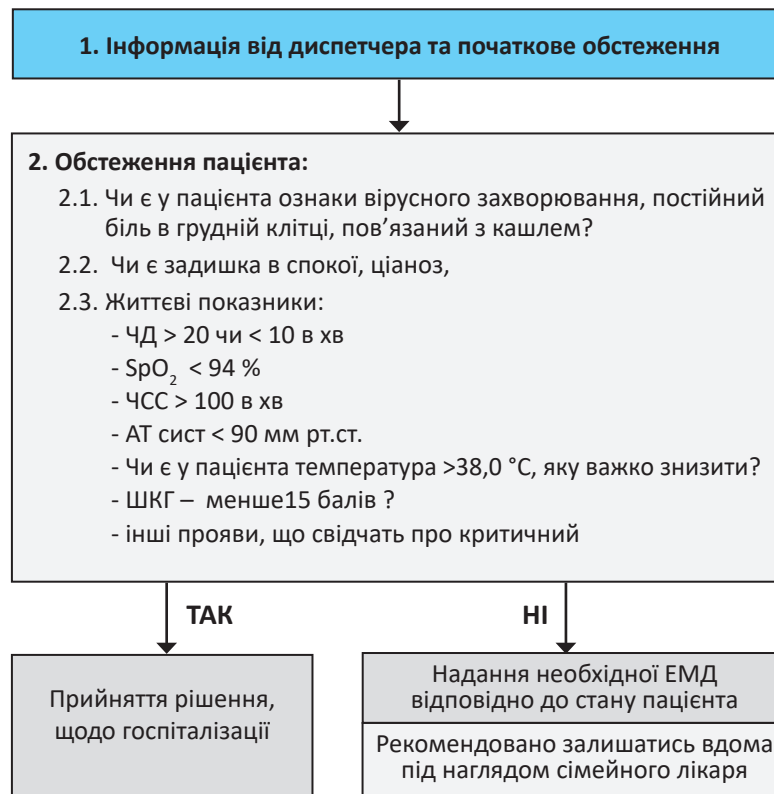 1. Інформація від диспетчера та початкове обстеження
2. Обстеження пацієнта:
2.1. Чи є у пацієнта ознаки вірусного захворювання, постійний
біль в грудній клітці, пов’язаний з кашлем?
2.2. Чи є задишка в спокої, ціаноз,
2.3. Життєві показники:
- ЧД > 20 чи < 10 в хв
- SpO₂ < 94 %
- ЧСС > 100 в хв
- АТ сист < 90 мм рт.ст.
- Чи є у пацієнта температура >38,0 °С, яку важко знизити?
- ШКГ – менше15 балів ?
- інші прояви, що свідчать про критичний
ТАК
НІ
Прийняття рішення,
щодо госпіталізації
Надання необхідної ЕМД
відповідно до стану пацієнта
Рекомендовано залишатись вдома
під наглядом сімейного лікаря